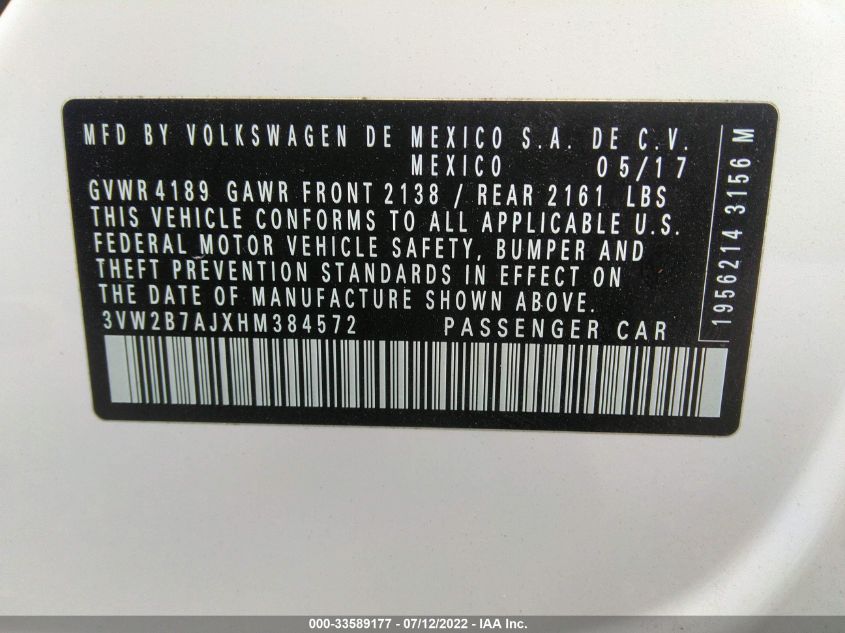 MFD BY VOLKSWAGEN DE MEXICO S.A. DE C.V.
MEXICO 05/17
GVWR 4189 GAWR FRONT 2138 / REAR 2161 LBS
THIS VEHICLE CONFORMS TO ALL APPLICABLE U.S.
FEDERAL MOTOR VEHICLE SAFETY, BUMPER AND
THEFT PREVENTION STANDARDS IN EFFECT ON
THE DATE OF MANUFACTURE SHOWN ABOVE.
3VW2B7AJXHM384572 PASSENGER CAR
1956214 3156 M
000-33589177 - 07/12/2022 - IAA Inc.